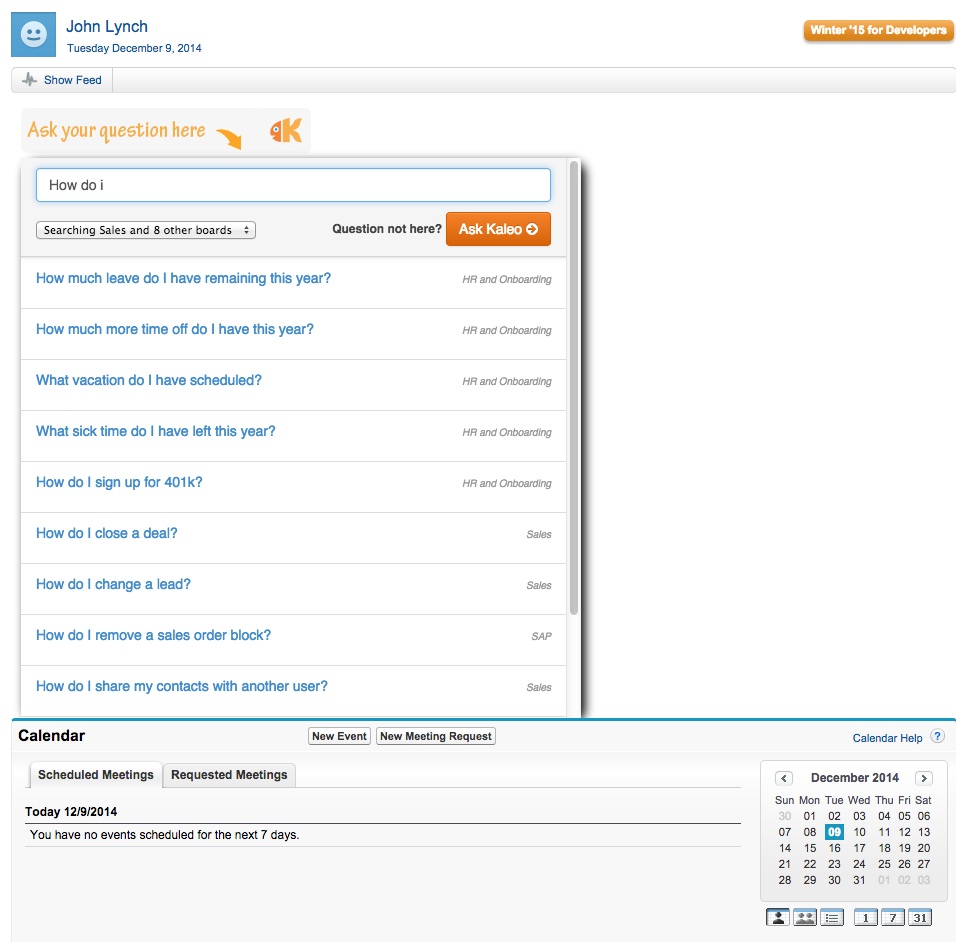 John Lynch
Tuesday December 9, 2014
Winter '15 for Developers
Show Feed
Ask your question here
K
How do i
Searching Sales and 8 other boards
Question not here?
Ask Kaleo
How much leave do I have remaining this year? HR and Onboarding
How much more time off do I have this year? HR and Onboarding
What vacation do I have scheduled? HR and Onboarding
What sick time do I have left this year? HR and Onboarding
How do I sign up for 401k? HR and Onboarding
How do I close a deal? Sales
How do I change a lead? Sales
How do I remove a sales order block? SAP
How do I share my contacts with another user? Sales
Calendar
New Event
New Meeting Request
Calendar Help ?
Scheduled Meetings
Requested Meetings
Today 12/9/2014
You have no events scheduled for the next 7 days.
December 2014
Sun Mon Tue Wed Thu Fri Sat
30 01 02 03 04 05 06
07 08 09 10 11 12 13
14 15 16 17 18 19 20
21 22 23 24 25 26 27
28 29 30 31 01 02 03
1 7 31